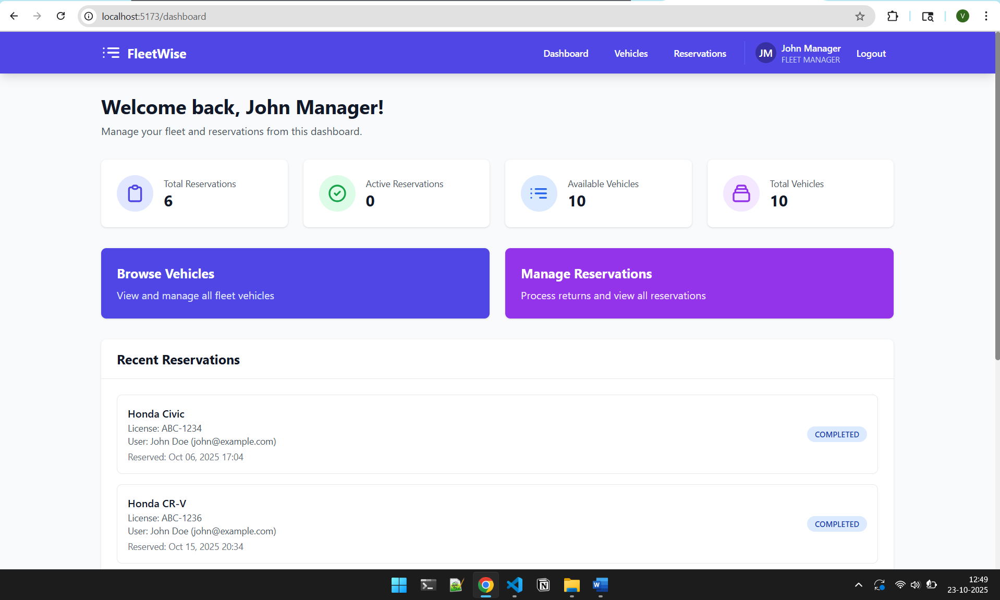 localhost:5173/dashboard
V
FleetWise
Dashboard
Vehicles
Reservations
JM
John Manager
FLEET MANAGER
Logout
Welcome back, John Manager!
Manage your fleet and reservations from this dashboard.
Total Reservations
6
Active Reservations
0
Available Vehicles
10
Total Vehicles
10
Browse Vehicles
View and manage all fleet vehicles
Manage Reservations
Process returns and view all reservations
Recent Reservations
Honda Civic
License: ABC-1234
User: John Doe (john@example.com)
Reserved: Oct 06, 2025 17:04
COMPLETED
Honda CR-V
License: ABC-1236
User: John Doe (john@example.com)
Reserved: Oct 15, 2025 20:34
COMPLETED
12:49
23-10-2025